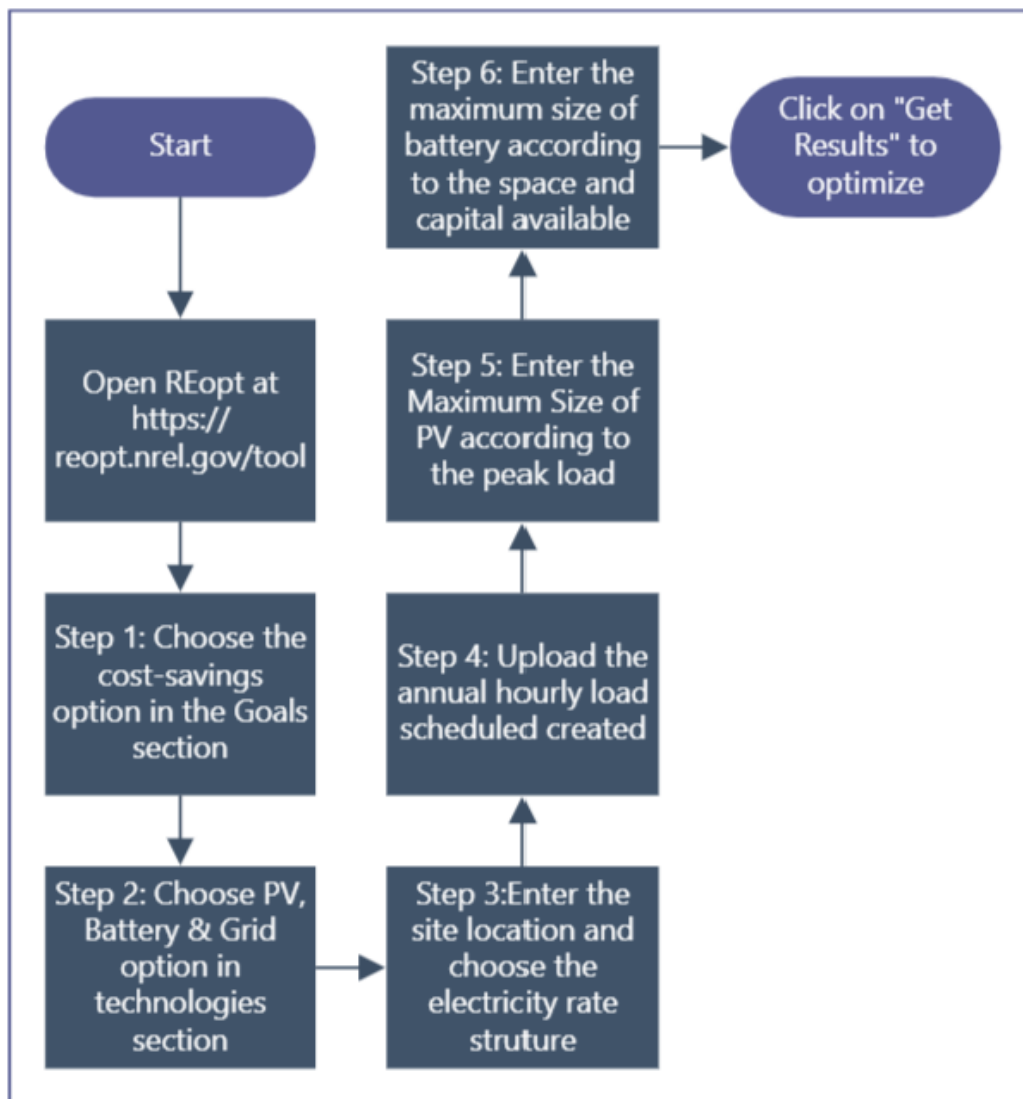 Start
Open REopt at
https://
reopt.nrel.gov/tool
Step 1: Choose the
cost-savings
option in the Goals
section
Step 2: Choose PV,
Battery & Grid
option in
technologies
section
Step 3:Enter the
site location and
choose the
electricity rate
struture
Step 4: Upload the
annual hourly load
scheduled created
Step 5: Enter the
Maximum Size of
PV according to
the peak load
Step 6: Enter the
maximum size of
battery according
to the space and
capital available
Click on "Get
Results" to
optimize